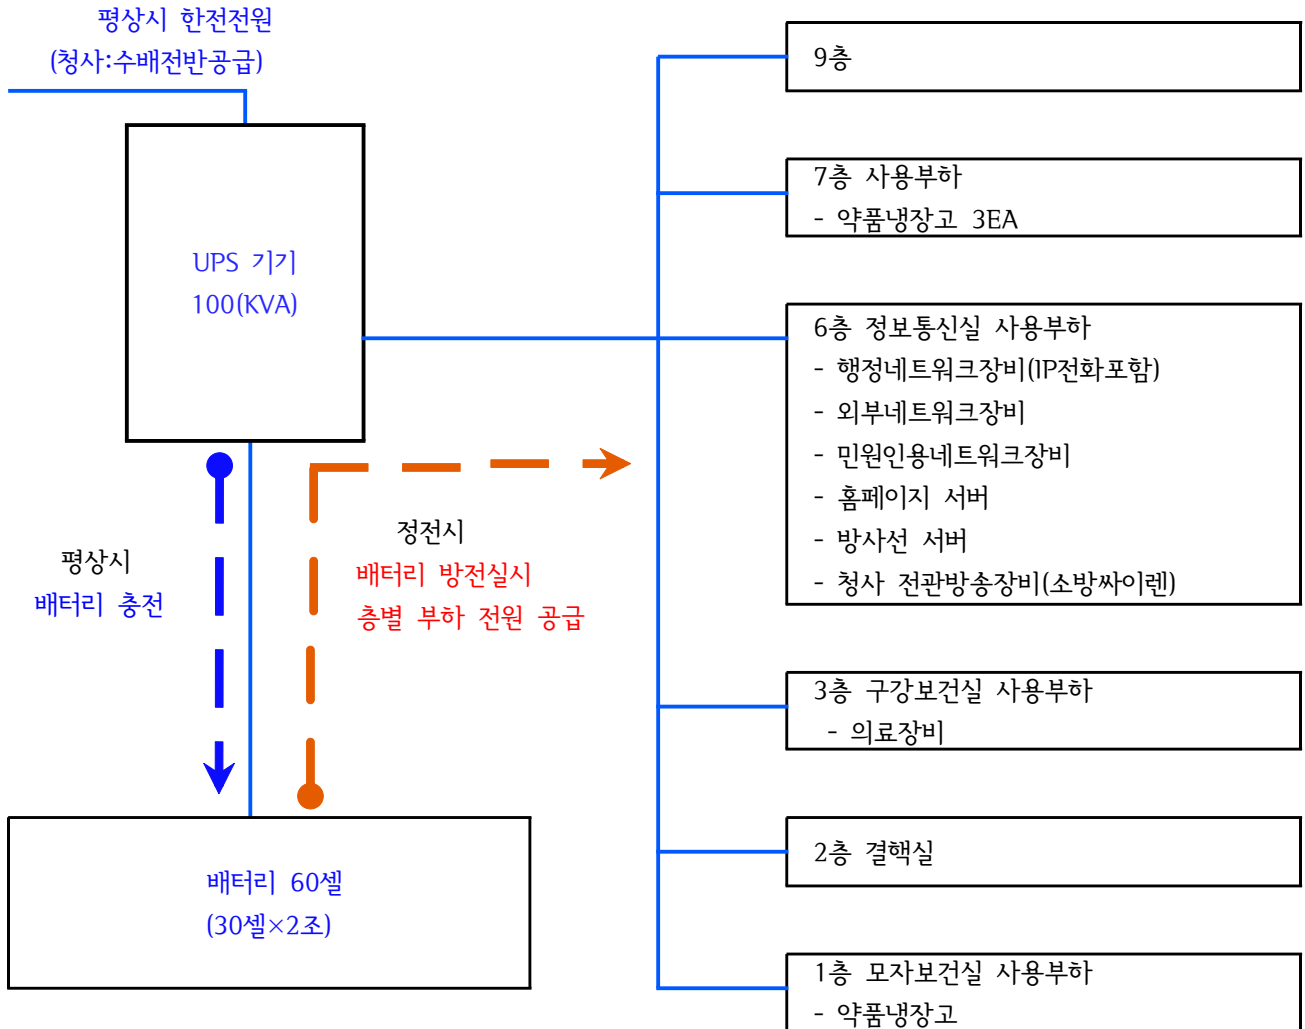 평상시 한전전원
(청사:수배전반공급)
UPS 기기
100(KVA)
평상시
배터리 충전
정전시
배터리 방전실시
층별 부하 전원 공급
배터리 60셀
(30셀×2조)
9층
7층 사용부하
- 약품냉장고 3EA
6층 정보통신실 사용부하
- 행정네트워크장비(IP전화포함)
- 외부네트워크장비
- 민원인용네트워크장비
- 홈페이지 서버
- 방사선 서버
- 청사 전관방송장비(소방싸이렌)
3층 구강보건실 사용부하
- 의료장비
2층 결핵실
1층 모자보건실 사용부하
- 약품냉장고